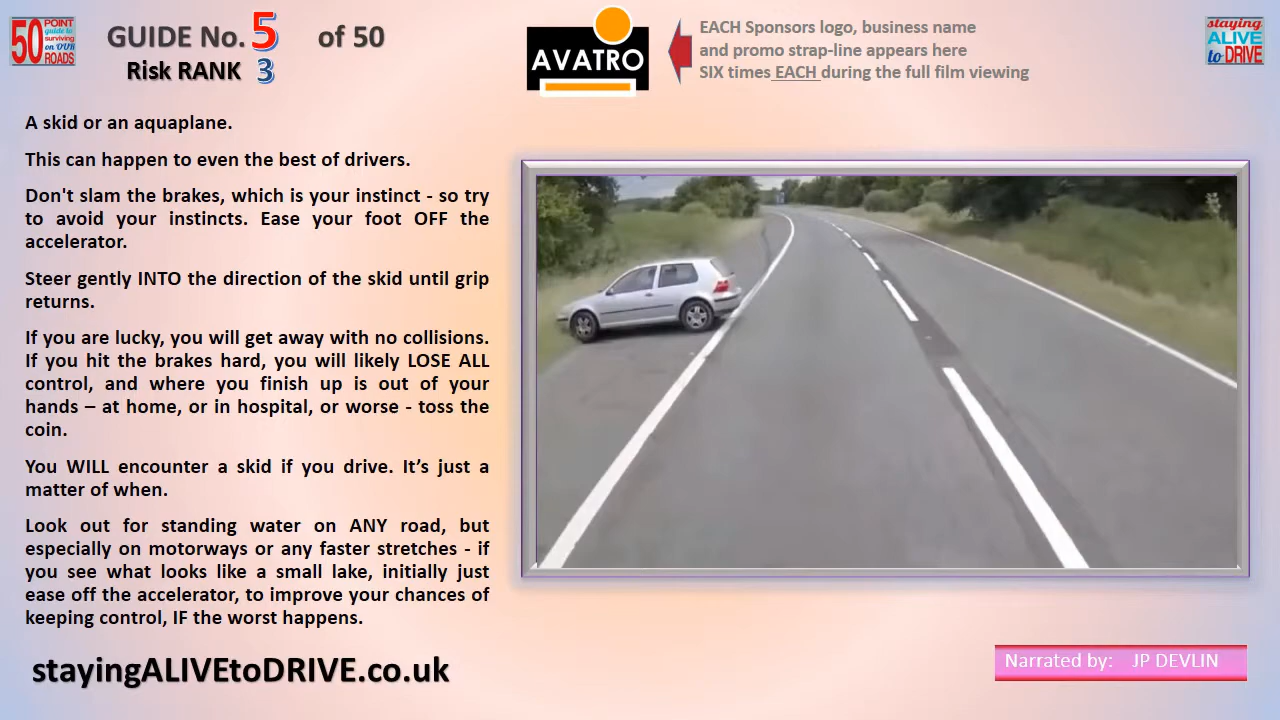 50 POINT
guide to
surviving
on OUR
ROADS
GUIDE No. 5 of 50
Risk RANK 3
AVATRO
EACH Sponsors logo, business name
and promo strap-line appears here
SIX times EACH during the full film viewing
staying
ALIVE
to DRIVE
A skid or an aquaplane.
This can happen to even the best of drivers.
Don't slam the brakes, which is your instinct - so try
to avoid your instincts. Ease your foot OFF the
accelerator.
Steer gently INTO the direction of the skid until grip
returns.
If you are lucky, you will get away with no collisions.
If you hit the brakes hard, you will likely LOSE ALL
control, and where you finish up is out of your
hands – at home, or in hospital, or worse - toss the
coin.
You WILL encounter a skid if you drive. It’s just a
matter of when.
Look out for standing water on ANY road, but
especially on motorways or any faster stretches - if
you see what looks like a small lake, initially just
ease off the accelerator, to improve your chances of
keeping control, IF the worst happens.
stayingALIVEtoDRIVE.co.uk
Narrated by: JP DEVLIN